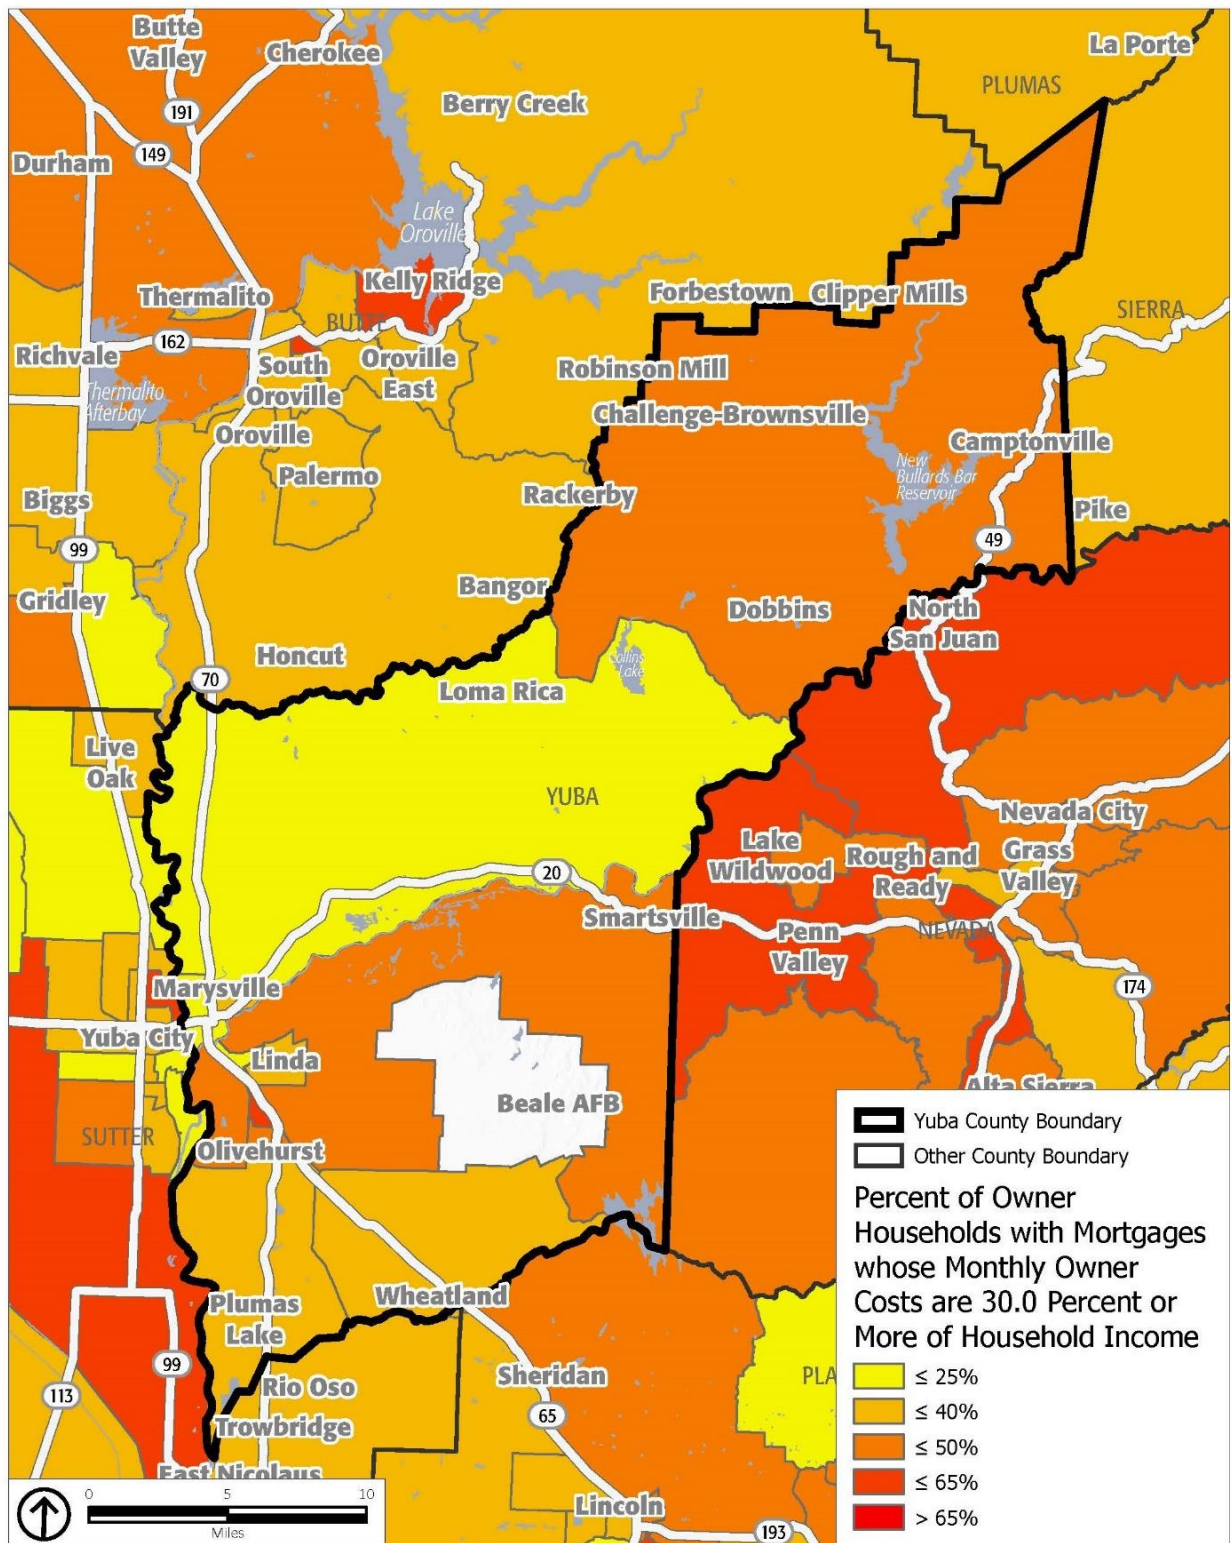 Butte
Valley
Cherokee
La Porte
PLUMAS
Berry Creek
191
149
Durham
Lake
Oroville
Kelly Ridge
Thermalito
Forbestown
Clipper Mills
SIERRA
BUTTE
162
Richvale
South
Oroville
Oroville
East
Robinson Mill
Thermalito
Afterbay
Challenge-Brownsville
Oroville
Camptonville
New
Bullards Bar
Reservoir
Palermo
Biggs
Rackerby
Pike
99
49
Gridley
Bangor
Dobbins
North
San Juan
Honcut
Collins
Lake
70
Loma Rica
Live
Oak
YUBA
Nevada City
Lake
Wildwood
Rough and
Ready
Grass
Valley
20
Smartsville
Penn
Valley
NEVADA
Marysville
174
Yuba City
Linda
Alta Sierra
Beale AFB
SUTTER
Olivehurst
Plumas
Lake
Wheatland
99
113
Rio Oso
Sheridan
PLA
Trowbridge
65
East Nicolaus
Lincoln
193
Yuba County Boundary
Other County Boundary
Percent of Owner
Households with Mortgages
whose Monthly Owner
Costs are 30.0 Percent or
More of Household Income
≤ 25%
≤ 40%
≤ 50%
≤ 65%
> 65%
0 5 10
Miles